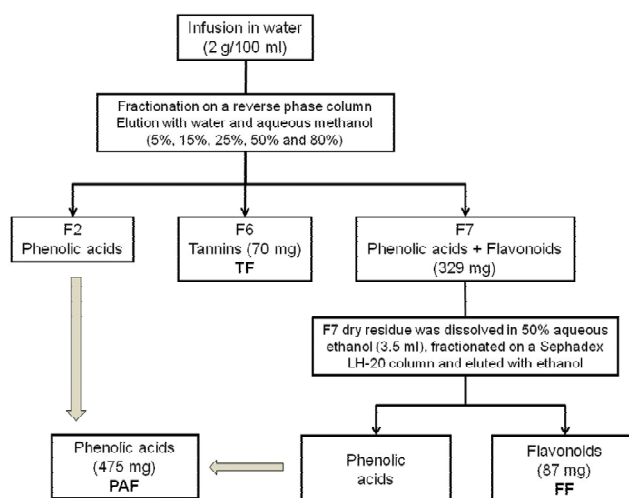 Infusion in water
(2 g/100 ml)
Fractionation on a reverse phase column
Elution with water and aqueous methanol
(5%, 15%, 25%, 50% and 80%)
F2
Phenolic acids
F6
Tannins (70 mg)
TF
F7
Phenolic acids + Flavonoids
(329 mg)
F7 dry residue was dissolved in 50% aqueous
ethanol (3.5 ml), fractionated on a Sephadex
LH-20 column and eluted with ethanol
Phenolic acids
(475 mg)
PAF
Phenolic
acids
Flavonoids
(87 mg)
FF